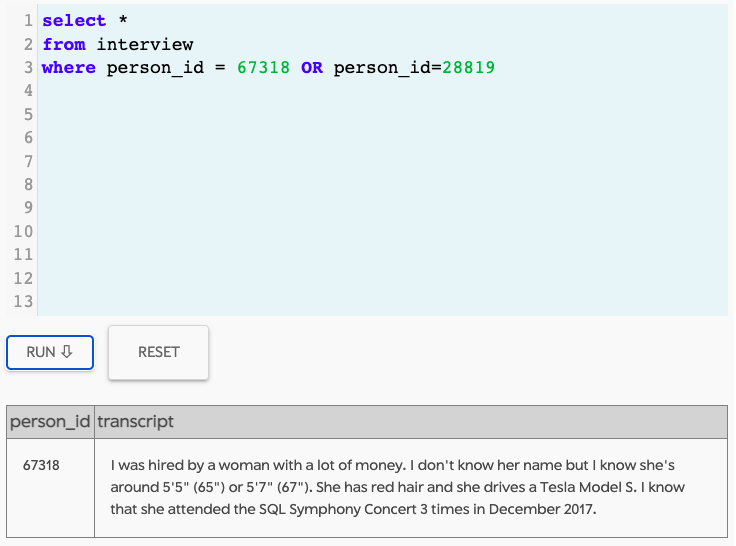 1 select *
2 from interview
3 where person_id = 67318 OR person_id=28819
4
5
6
7
8
9
10
11
12
13
RUN ⇩
RESET
person_id transcript
67318 I was hired by a woman with a lot of money. I don't know her name but I know she's
around 5'5" (65") or 5'7" (67"). She has red hair and she drives a Tesla Model S. I know
that she attended the SQL Symphony Concert 3 times in December 2017.